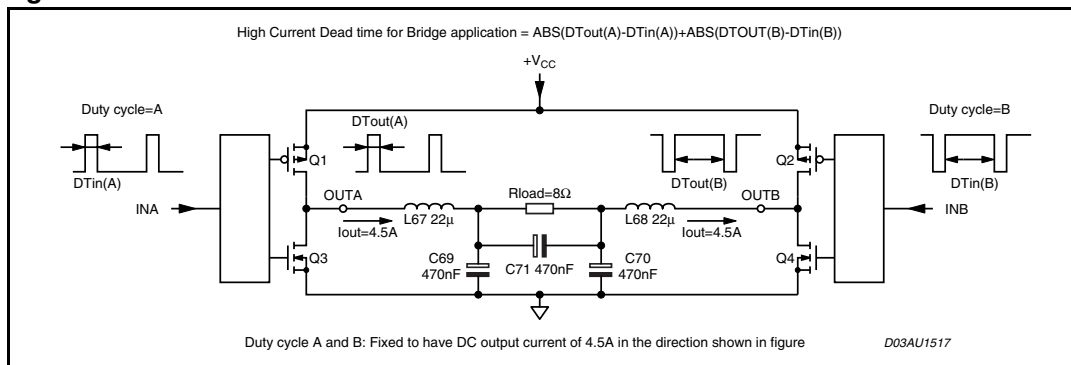 High Current Dead time for Bridge application = ABS(DTout(A)-DTin(A))+ABS(DTOUT(B)-DTin(B))
+VCC
Duty cycle=A
DTout(A)
Duty cycle=B
Q1
Q2
DTin(A)
DTout(B)
DTin(B)
OUTA
Rload=8Ω
OUTB
INA
L67 22μ
L68 22μ
INB
Iout=4.5A
Iout=4.5A
Q3
C69
470nF
C71 470nF
C70
470nF
Q4
Duty cycle A and B: Fixed to have DC output current of 4.5A in the direction shown in figure
D03AU1517